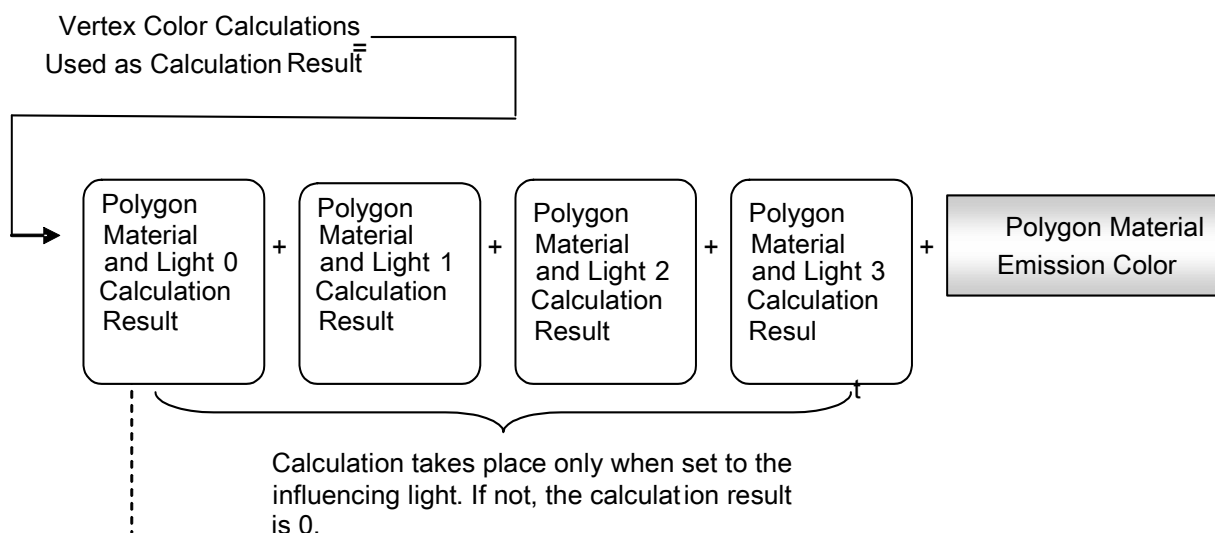 Vertex Color Calculations
Used as Calculation Result =
Polygon
Material
and Light 0
Calculation
Result
+
Polygon
Material
and Light 1
Calculation
Result
+
Polygon
Material
and Light 2
Calculation
Result
+
Polygon
Material
and Light 3
Calculation
Resul
t
+
Polygon Material
Emission Color
Calculation takes place only when set to the
influencing light. If not, the calculation result
is 0.